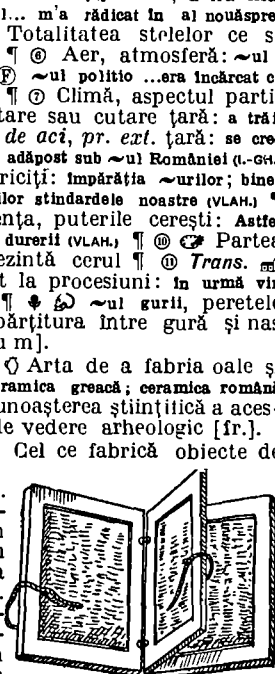 ... m'a rădicat în al nouăspre
Totalitatea stelelor ce s
¶ ⑥ Aer, atmosferă: ~ul
Ⓕ ~ul politic ...era încărcat c
¶ ⑦ Climă, aspectul parti
tare sau cutare țară: a trăi
de aci, pr. ext. țară: se cre
adăpost sub ~ul României (I.-GH.
riciți: împărăția ~urilor; bine
ilor stindardele noastre (VLAH.) ¶
ența, puterile cerești: Astfe
durerii (VLAH.) ¶ ⑩ ☞ Partea
ezintă cerul ¶ ⑪ Trans.
t la procesiuni: în urmă vin
¶ ~ul gurii, peretele
părțitura între gură și nas
u m].
Arta de a fabrica oale ș
ramica greacă; ceramica români
unoașterea științifică a aces-
le vedere arheologic [fr.].
Cel ce fabrică obiecte de